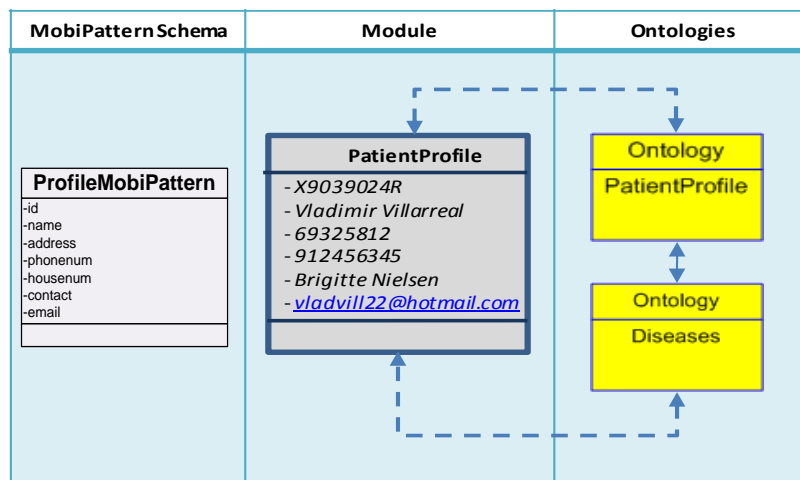 MobiPattern Schema
Module
Ontologies
ProfileMobiPattern
-id
-name
-address
-phonenum
-housenum
-contact
-email
PatientProfile
- X9039024R
- Vladimir Villarreal
- 69325812
- 912456345
- Brigitte Nielsen
- vladvill22@hotmail.com
Ontology
PatientProfile
Ontology
Diseases